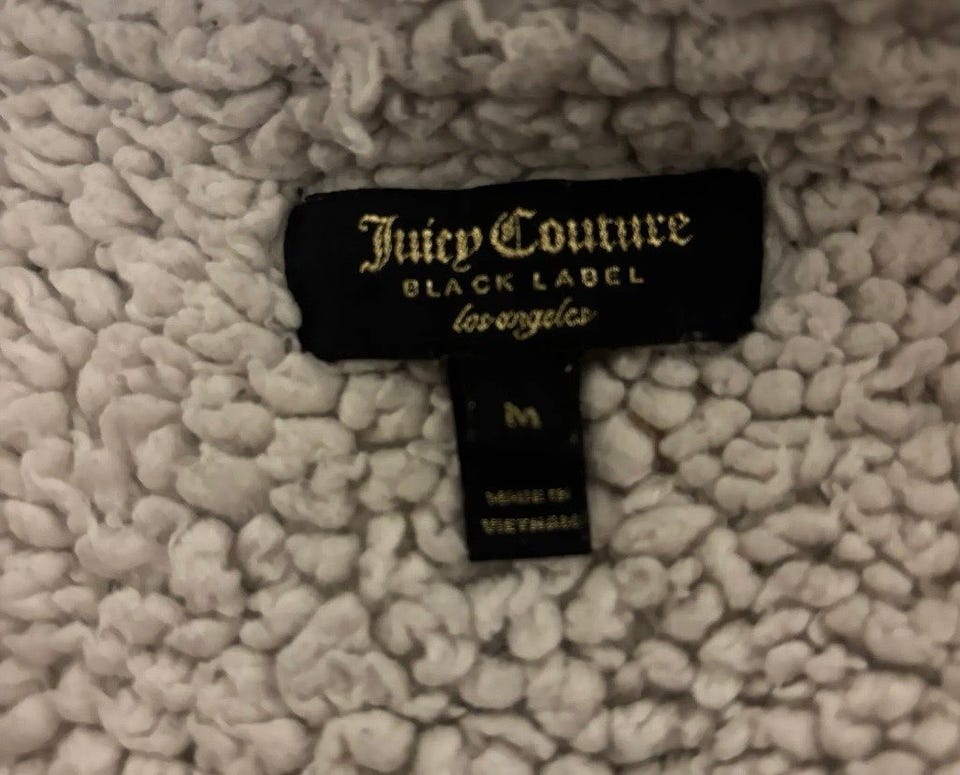 Juicy Couture
BLACK LABEL
los angeles
M
MADE IN
VIETNAM